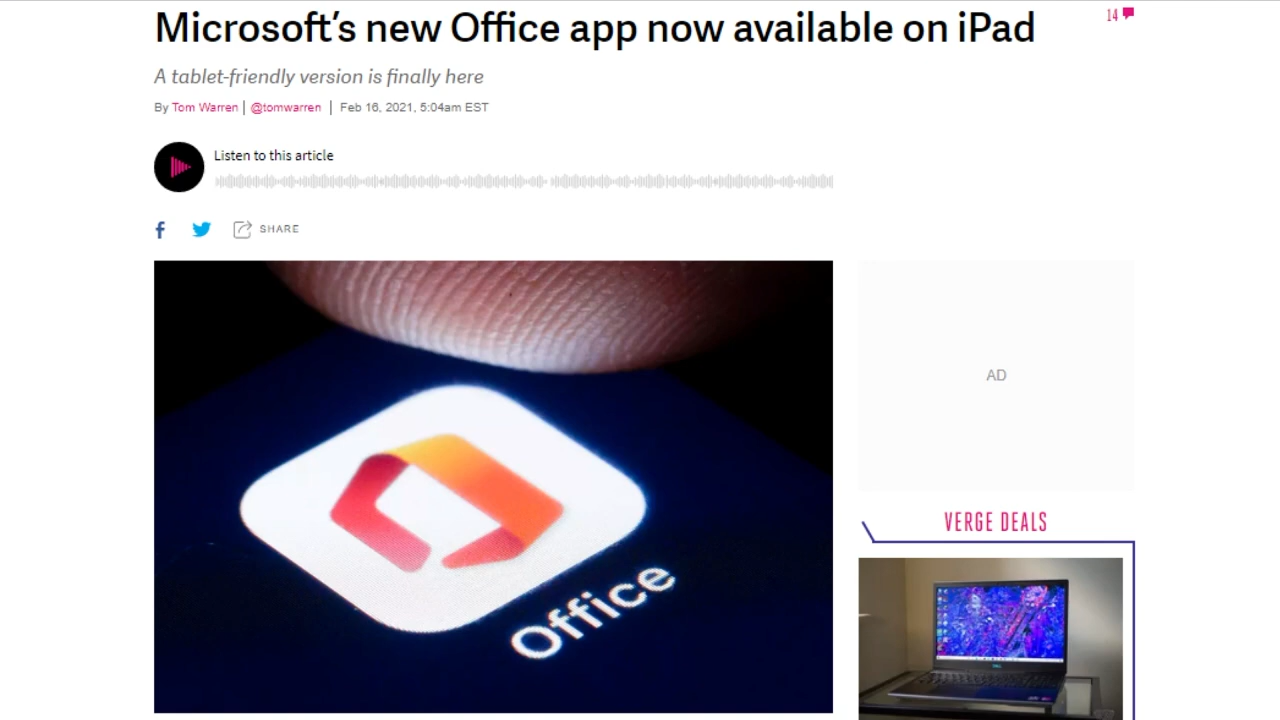 Microsoft's new Office app now available on iPad
14
A tablet-friendly version is finally here
By Tom Warren | @tomwarren | Feb 16, 2021, 5:04am EST
Listen to this article
SHARE
Office
AD
VERGE DEALS
DELL